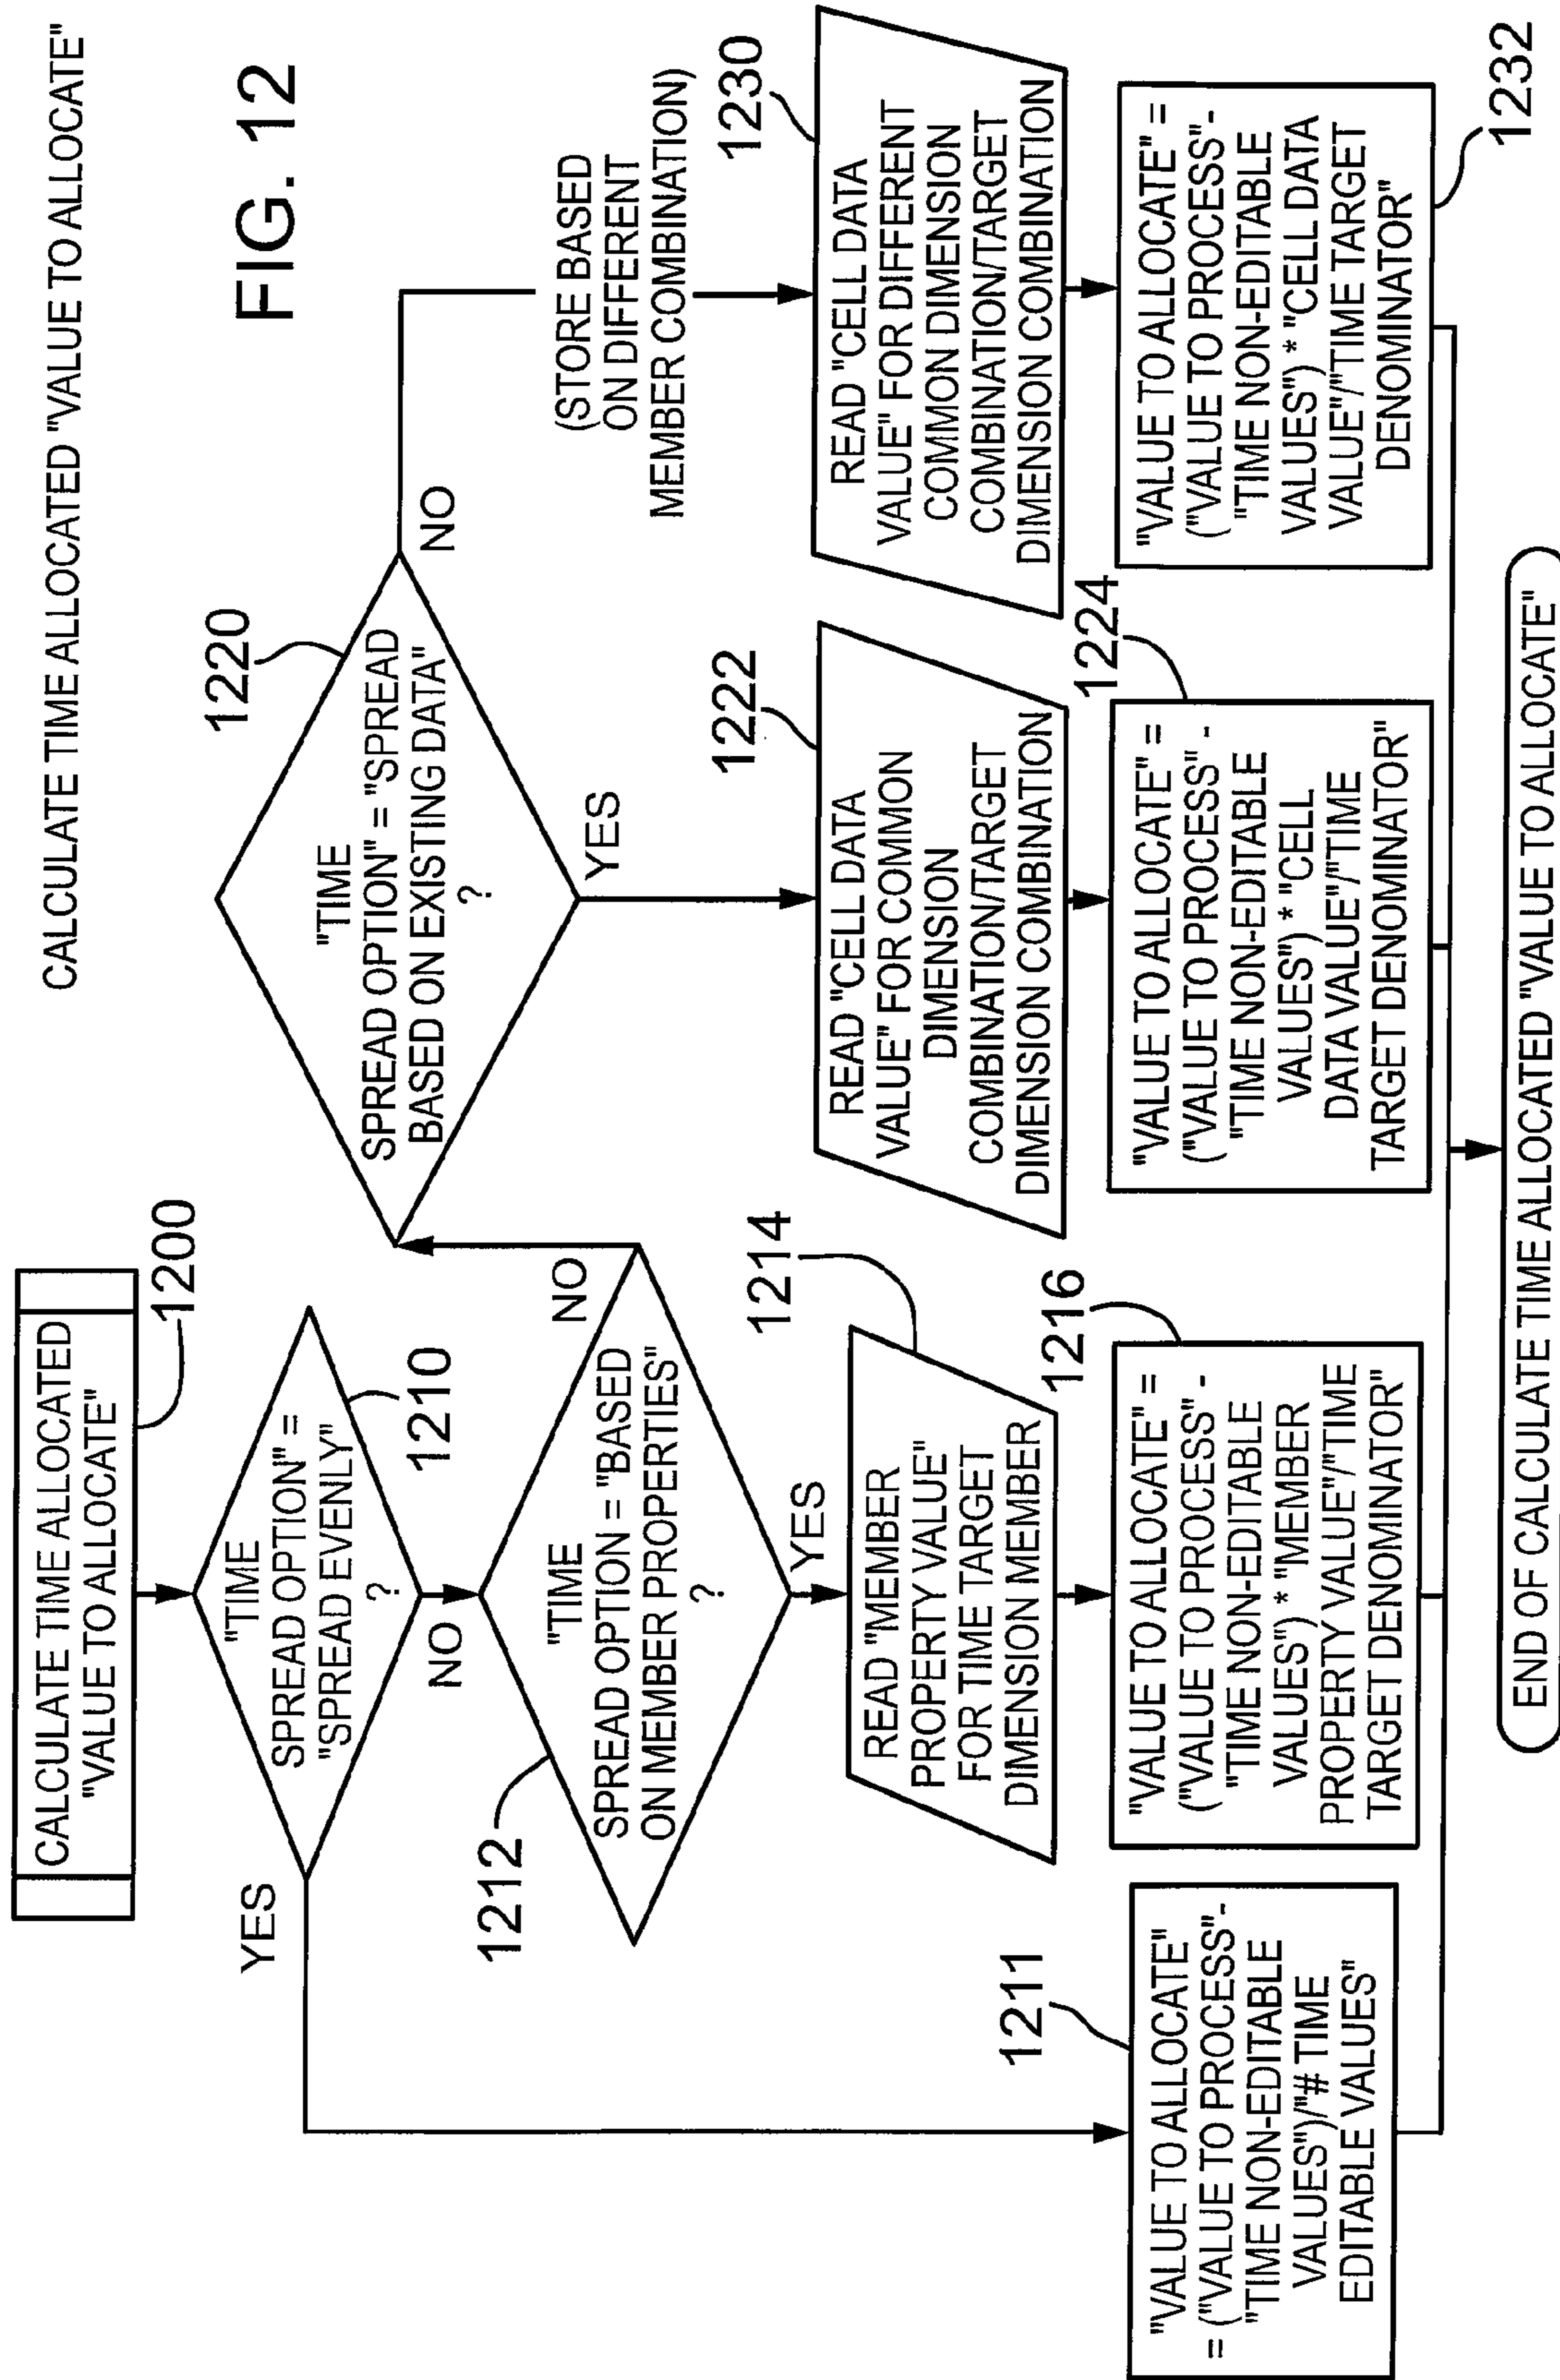 CALCULATE TIME ALLOCATED "VALUE TO ALLOCATE"
FIG. 12
CALCULATE TIME ALLOCATED
"VALUE TO ALLOCATE"
1200
"TIME
SPREAD OPTION" =
"SPREAD EVENLY"
?
1210
YES
NO
"TIME
SPREAD OPTION = "BASED
ON MEMBER PROPERTIES"
?
1212
NO
YES
"TIME
SPREAD OPTION" = "SPREAD
BASED ON EXISTING DATA"
?
1220
NO
YES
(STORE BASED
ON DIFFERENT
MEMBER COMBINATION)
"VALUE TO ALLOCATE"
= ("VALUE TO PROCESS"-
"TIME NON-EDITABLE
VALUES")/"# TIME
EDITABLE VALUES"
1211
READ "MEMBER
PROPERTY VALUE"
FOR TIME TARGET
DIMENSION MEMBER
1214
"VALUE TO ALLOCATE" =
("VALUE TO PROCESS" -
"TIME NON-EDITABLE
VALUES") * "MEMBER
PROPERTY VALUE"/"TIME
TARGET DENOMINATOR"
1216
READ "CELL DATA
VALUE" FOR COMMON
DIMENSION
COMBINATION/TARGET
DIMENSION COMBINATION
1222
"VALUE TO ALLOCATE" =
("VALUE TO PROCESS" -
"TIME NON-EDITABLE
VALUES") * "CELL
DATA VALUE"/"TIME
TARGET DENOMINATOR"
1224
READ "CELL DATA
VALUE" FOR DIFFERENT
COMMON DIMENSION
COMBINATION/TARGET
DIMENSION COMBINATION
1230
"VALUE TO ALLOCATE" =
("VALUE TO PROCESS"-
"TIME NON-EDITABLE
VALUES") * "CELL DATA
VALUE"/"TIME TARGET
DENOMINATOR"
1232
END OF CALCULATE TIME ALLOCATED "VALUE TO ALLOCATE"